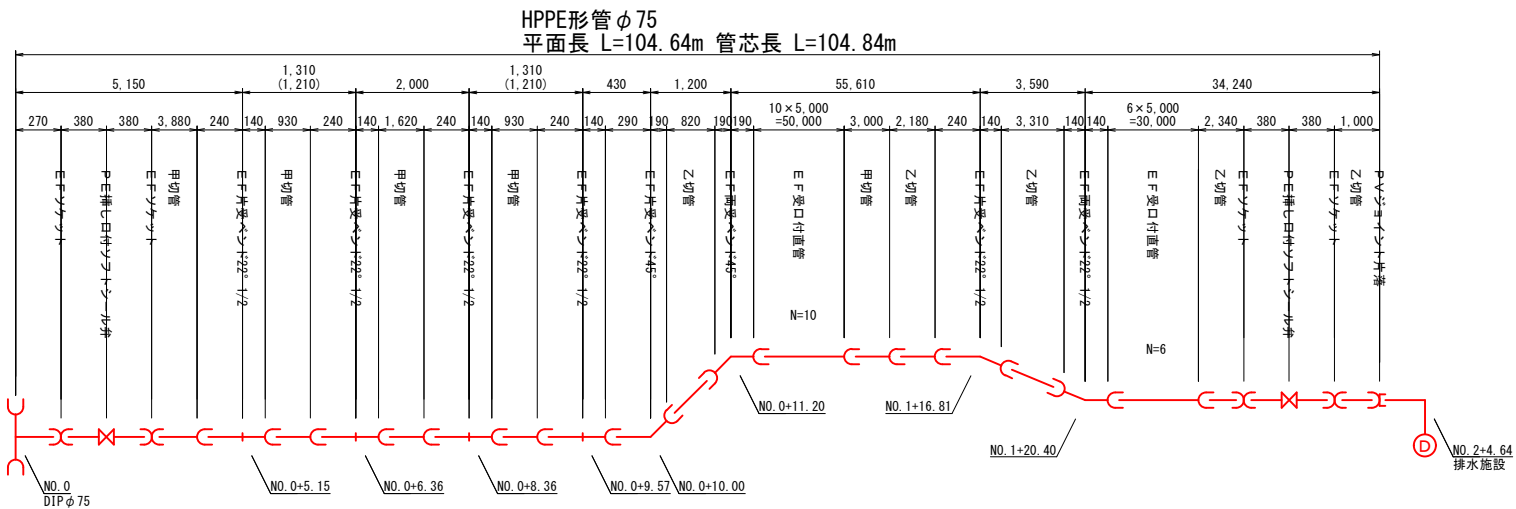 HPPE形管φ75
平面長 L=104.64m 管芯長 L=104.84m
5,150
1,310
(1,210)
2,000
1,310
(1,210)
430
1,200
55,610
3,590
34,240
270
380
380
3,880
240
140
930
240
140
1,620
240
140
930
240
140
290
190
820
190
190
10×5,000
=50,000
3,000
2,180
240
140
3,310
140
140
6×5,000
=30,000
2,340
380
380
1,000
EFソケット
PE挿し口付ソフトシール弁
EFソケット
甲切管
EF片受ベンド22°1/2
甲切管
EF片受ベンド22°1/2
甲切管
EF片受ベンド22°1/2
甲切管
EF片受ベンド22°1/2
EF片受ベンド45°
乙切管
EF両受ベンド45°
EF受口付直管
甲切管
乙切管
EF片受ベンド22°1/2
乙切管
EF両受ベンド22°1/2
EF受口付直管
乙切管
EFソケット
PE挿し口付ソフトシール弁
EFソケット
乙切管
PVジョイント片落
N=10
N=6
NO.0+11.20
NO.1+16.81
NO.1+20.40
D
NO.2+4.64
排水施設
NO.0
DIPφ75
NO.0+5.15
NO.0+6.36
NO.0+8.36
NO.0+9.57
NO.0+10.00